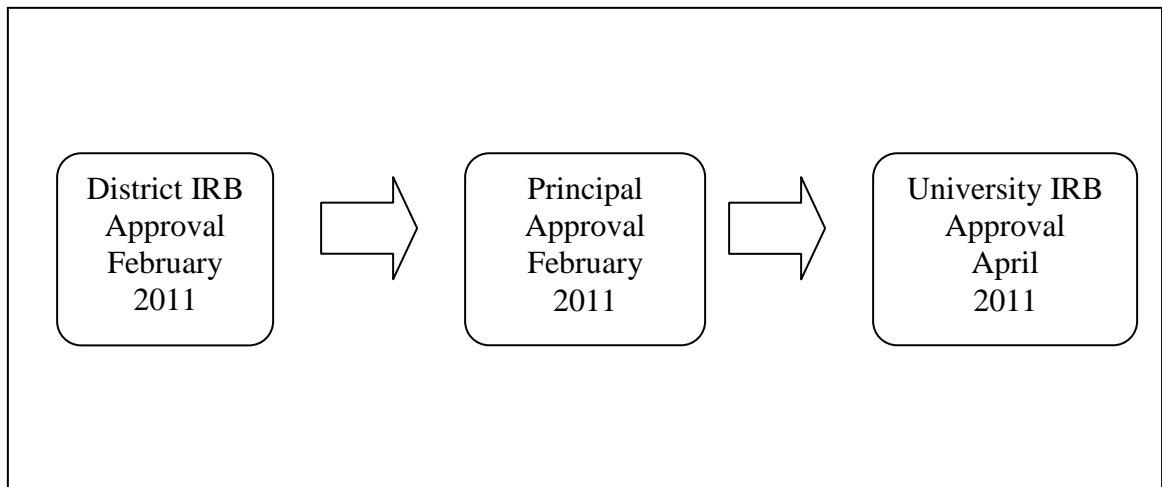 District IRB
Approval
February
2011
Principal
Approval
February
2011
University IRB
Approval
April
2011